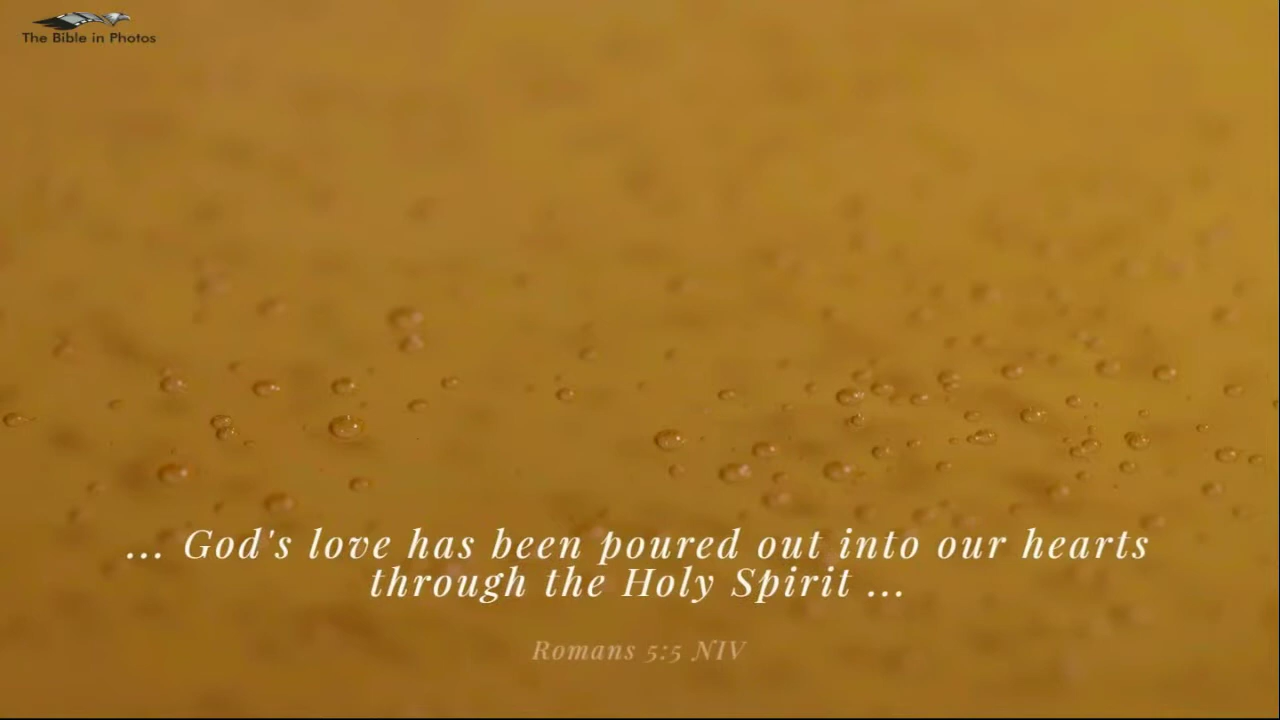 The Bible in Photos
... God's love has been poured out into our hearts
through the Holy Spirit ...
Romans 5:5 NIV